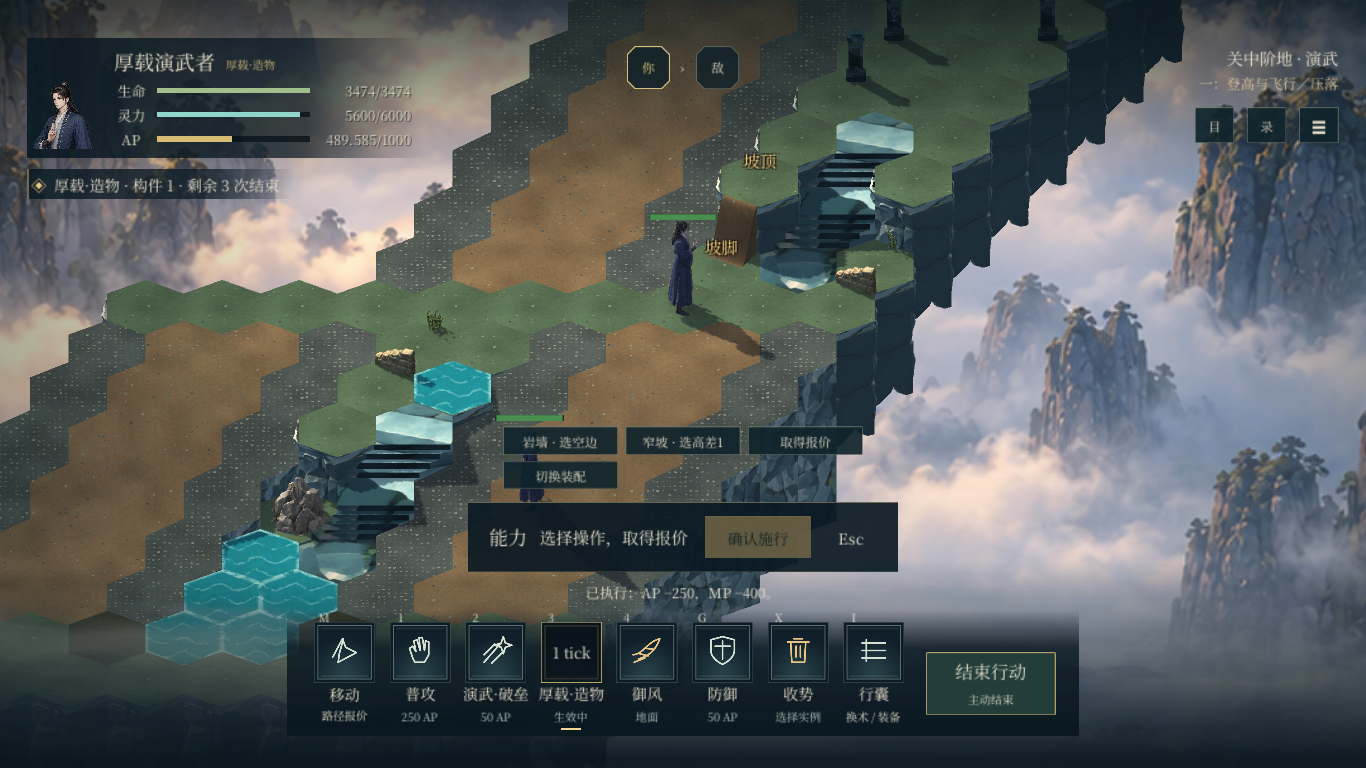 厚载演武者 厚载·造物
生命 3474/3474
灵力 5600/6000
AP 489.585/1000
厚载·造物 · 构件 1 · 剩余 3 次结束
你 › 敌
关中阶地 · 演武
一：登高与飞行／压落
目 录 ☰
坡顶
坡脚
岩墙 · 选空边 窄坡 · 选高差1 取得报价
切换装配
能力 选择操作，取得报价 确认施行 Esc
已执行：AP −250，MP −400。
M 1 2 3 4 G X I
1 tick
移动 普攻 演武·破垒 厚载·造物 御风 防御 收势 行囊
路径报价 250 AP 50 AP 生效中 地面 50 AP 选择实例 换术 / 装备
结束行动
主动结束